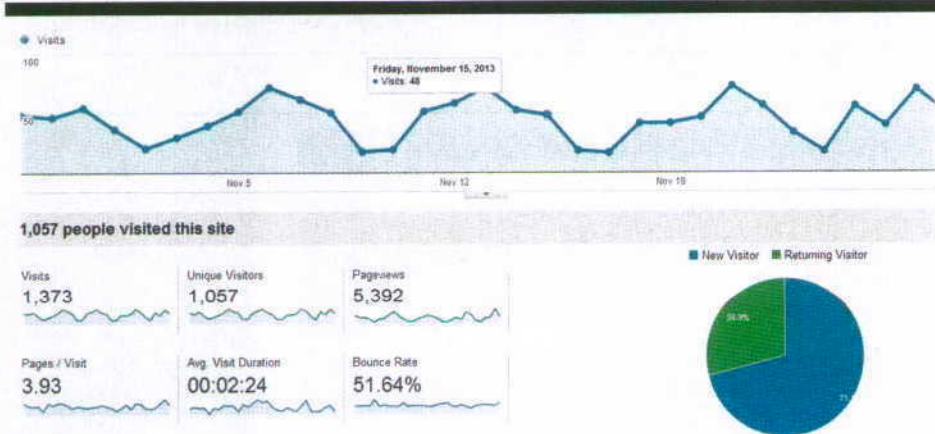 Visits
100
Friday, November 15, 2013
• Visits: 48
50
Nov 5
Nov 12
Nov 19
1,057 people visited this site
New Visitor
Returning Visitor
Visits
1,373
Unique Visitors
1,057
Pageviews
5,392
Pages / Visit
3.93
Avg. Visit Duration
00:02:24
Bounce Rate
51.64%